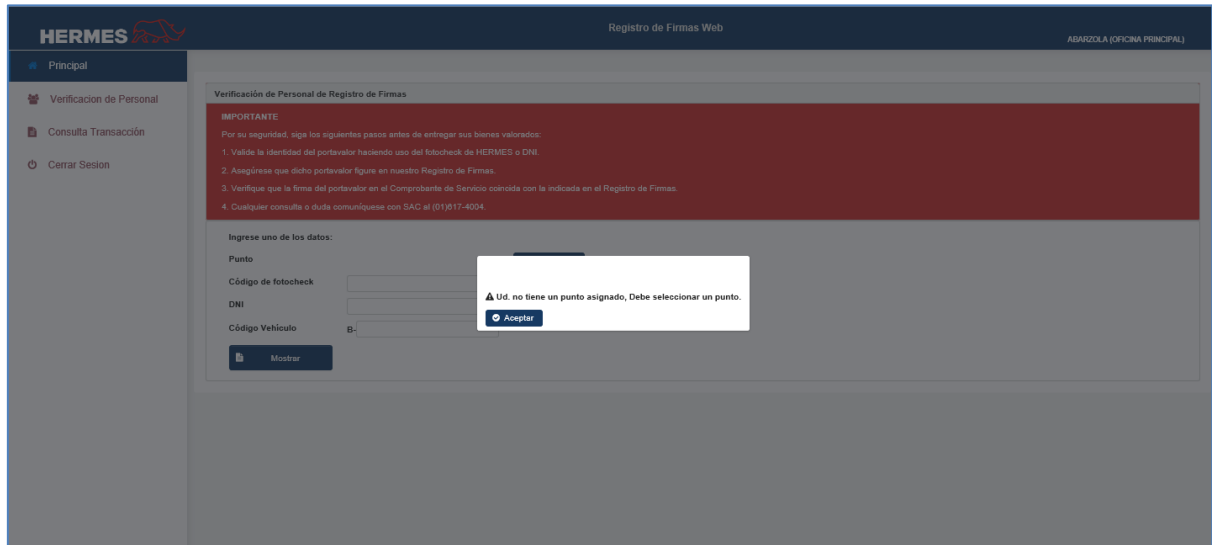 HERMES
Registro de Firmas Web
ABARZOLA (OFICINA PRINCIPAL)
Principal
Verificacion de Personal
Consulta Transacción
Cerrar Sesion
Verificación de Personal de Registro de Firmas
IMPORTANTE
Por su seguridad, siga los siguientes pasos antes de entregar sus bienes valorados:
1. Valide la identidad del portavalor haciendo uso del fotocheck de HERMES o DNI.
2. Asegúrese que dicho portavalor figure en nuestro Registro de Firmas.
3. Verifique que la firma del portavalor en el Comprobante de Servicio coincida con la indicada en el Registro de Firmas.
4. Cualquier consulta o duda comuníquese con SAC al (01)617-4004.
Ingrese uno de los datos:
Punto
Código de fotocheck
DNI
Código Vehículo B-
Mostrar
Ud. no tiene un punto asignado, Debe seleccionar un punto.
Aceptar